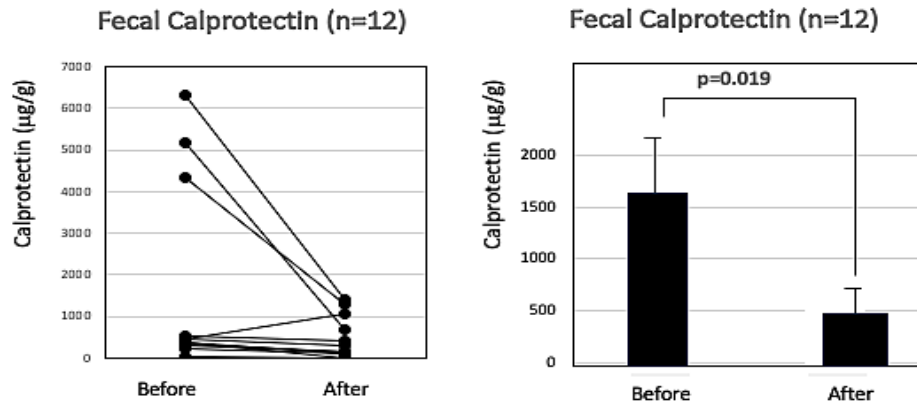 Fecal Calprotectin (n=12)
Calprotectin (µg/g)
7000
6000
5000
4000
3000
2000
1000
0
Before After
Fecal Calprotectin (n=12)
Calprotectin (µg/g)
p=0.019
2000
1500
1000
500
0
Before After